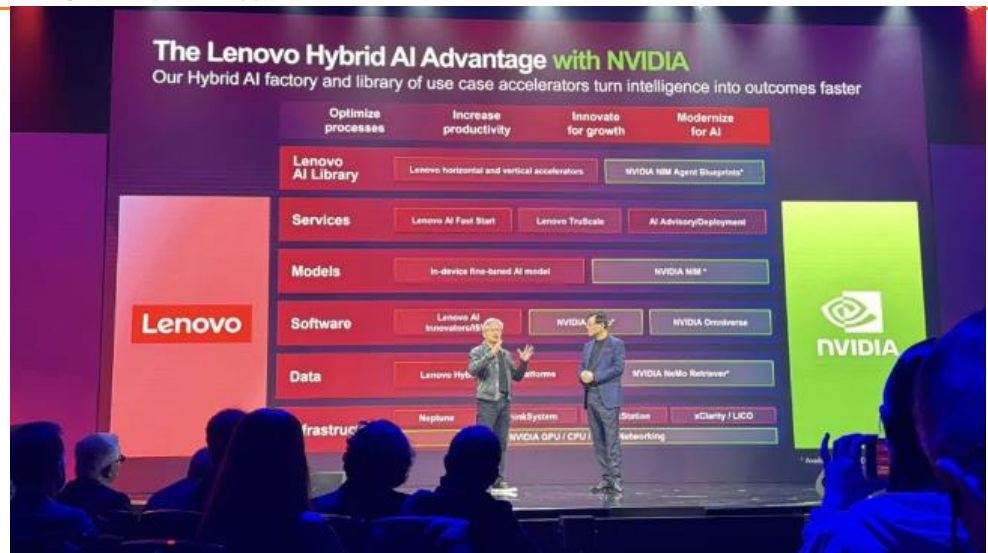 The Lenovo Hybrid AI Advantage with NVIDIA
Our Hybrid AI factory and library of use case accelerators turn intelligence into outcomes faster
Optimize
processes
Increase
productivity
Innovate
for growth
Modernize
for AI
Lenovo
AI Library
Lenovo horizontal and vertical accelerators
NVIDIA NIM Agent Blueprints*
Services
Lenovo AI Fast Start
Lenovo TruScale
AI Advisory/Deployment
Models
In-device fine-tuned AI model
NVIDIA NIM *
Lenovo
Software
Lenovo AI
NVIDIA
NVIDIA Omniverse
NVIDIA
Data
Lenovo
NVIDIA NeMo Retriever*
Neptune
xClarity / LiCO
NVIDIA GPU / CPU /
Networking